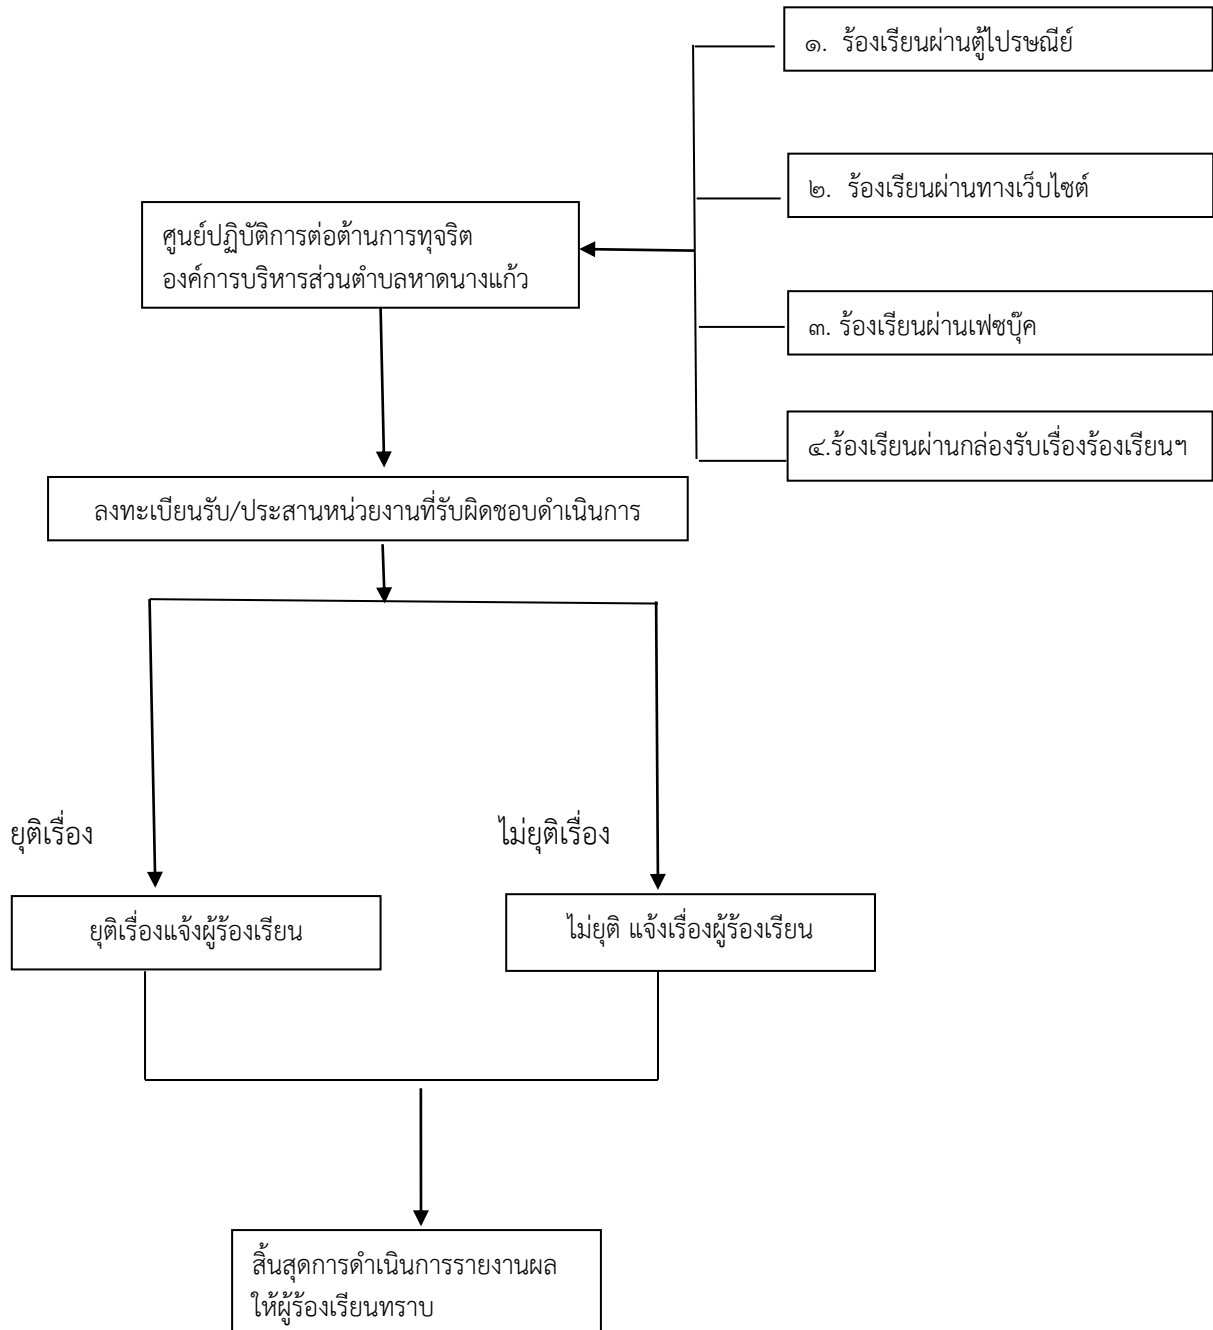 ๑. ร้องเรียนผ่านตู้ไปรษณีย์
๒. ร้องเรียนผ่านทางเว็บไซต์
ศูนย์ปฏิบัติการต่อต้านการทุจริต
องค์การบริหารส่วนตำบลหาดนางแก้ว
๓. ร้องเรียนผ่านเฟซบุ๊ค
๔.ร้องเรียนผ่านกล่องรับเรื่องร้องเรียนฯ
ลงทะเบียนรับ/ประสานหน่วยงานที่รับผิดชอบดำเนินการ
ยุติเรื่อง
ไม่ยุติเรื่อง
ยุติเรื่องแจ้งผู้ร้องเรียน
ไม่ยุติ แจ้งเรื่องผู้ร้องเรียน
สิ้นสุดการดำเนินการรายงานผล
ให้ผู้ร้องเรียนทราบ